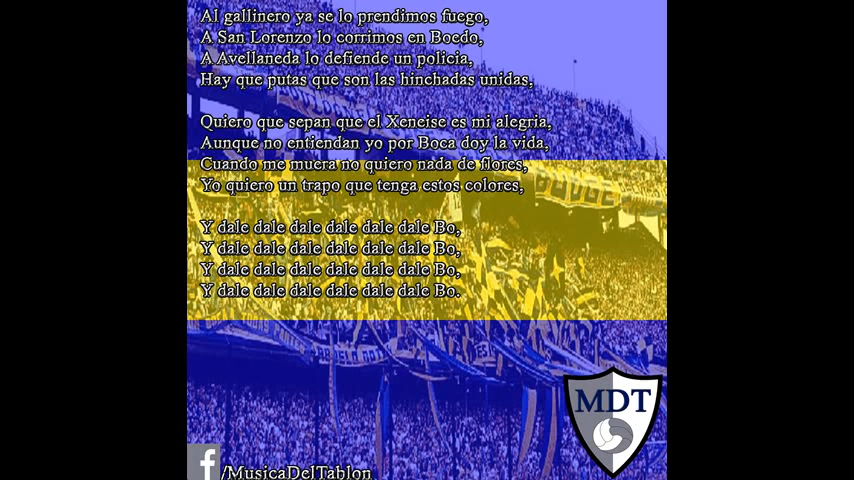 Al gallinero ya se lo prendimos fuego,
A San Lorenzo lo corrimos en Boedo,
A Avellaneda lo defiende un policia,
Hay que putas que son las hinchadas unidas,
Quiero que sepan que el Xeneise es mi alegria,
Aunque no entiendan yo por Boca doy la vida,
Cuando me muera no quiero nada de flores,
Yo quiero un trapo que tenga estos colores,
Y dale dale dale dale dale dale Bo,
Y dale dale dale dale dale dale Bo,
Y dale dale dale dale dale dale Bo,
Y dale dale dale dale dale dale Bo.
MDT
f /MusicaDelTablon